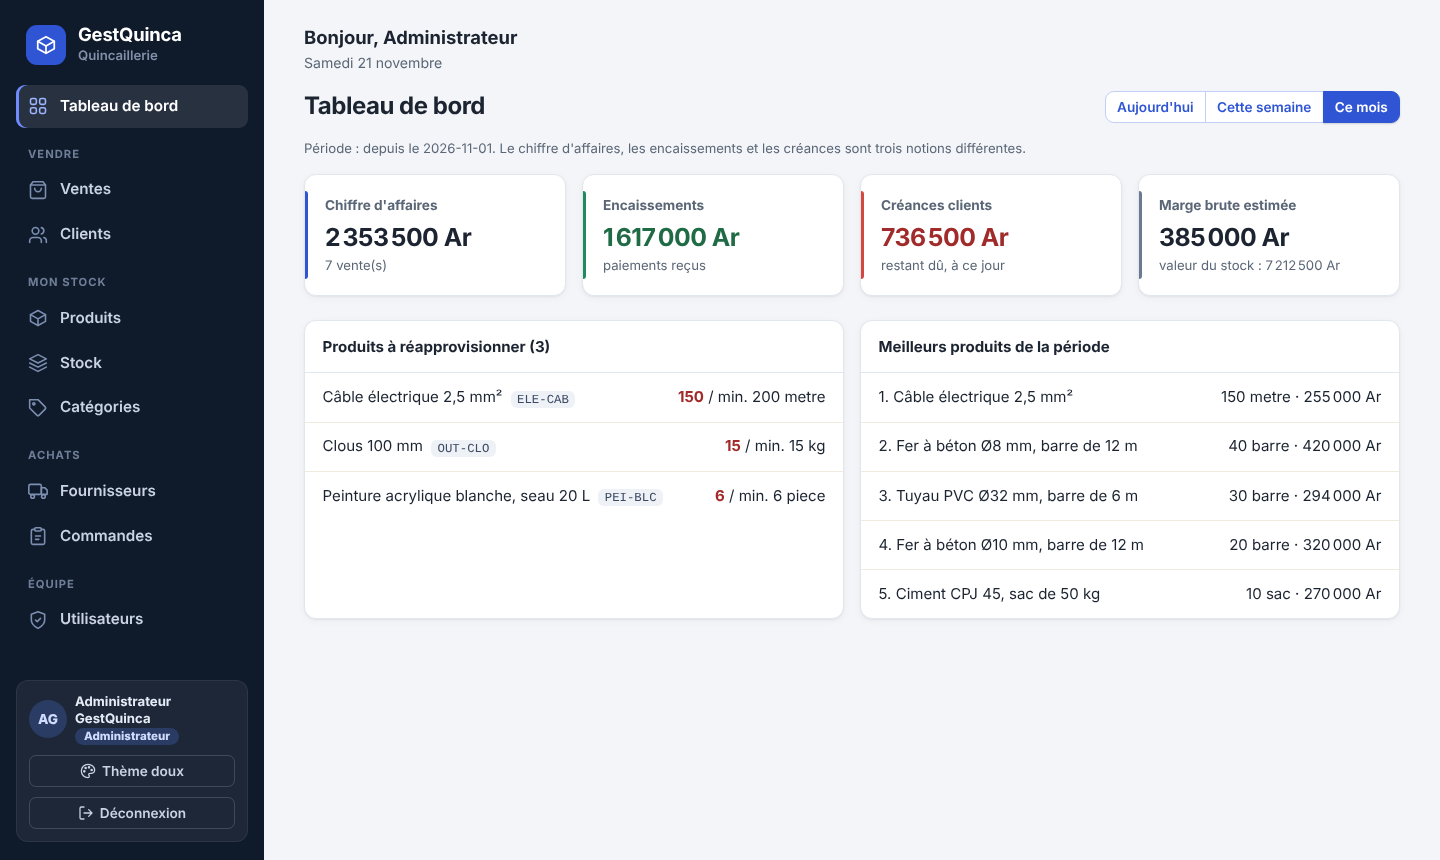 GestQuinca
Quincaillerie
Tableau de bord
VENDRE
Ventes
Clients
MON STOCK
Produits
Stock
Catégories
ACHATS
Fournisseurs
Commandes
ÉQUIPE
Utilisateurs
AG
Administrateur
GestQuinca
Administrateur
Thème doux
Déconnexion
Bonjour, Administrateur
Samedi 21 novembre
Tableau de bord
Aujourd'hui Cette semaine Ce mois
Période : depuis le 2026-11-01. Le chiffre d'affaires, les encaissements et les créances sont trois notions différentes.
Chiffre d'affaires
2 353 500 Ar
7 vente(s)
Encaissements
1 617 000 Ar
paiements reçus
Créances clients
736 500 Ar
restant dû, à ce jour
Marge brute estimée
385 000 Ar
valeur du stock : 7 212 500 Ar
Produits à réapprovisionner (3)
Câble électrique 2,5 mm² ELE-CAB 150 / min. 200 metre
Clous 100 mm OUT-CLO 15 / min. 15 kg
Peinture acrylique blanche, seau 20 L PEI-BLC 6 / min. 6 piece
Meilleurs produits de la période
1. Câble électrique 2,5 mm² 150 metre · 255 000 Ar
2. Fer à béton Ø8 mm, barre de 12 m 40 barre · 420 000 Ar
3. Tuyau PVC Ø32 mm, barre de 6 m 30 barre · 294 000 Ar
4. Fer à béton Ø10 mm, barre de 12 m 20 barre · 320 000 Ar
5. Ciment CPJ 45, sac de 50 kg 10 sac · 270 000 Ar